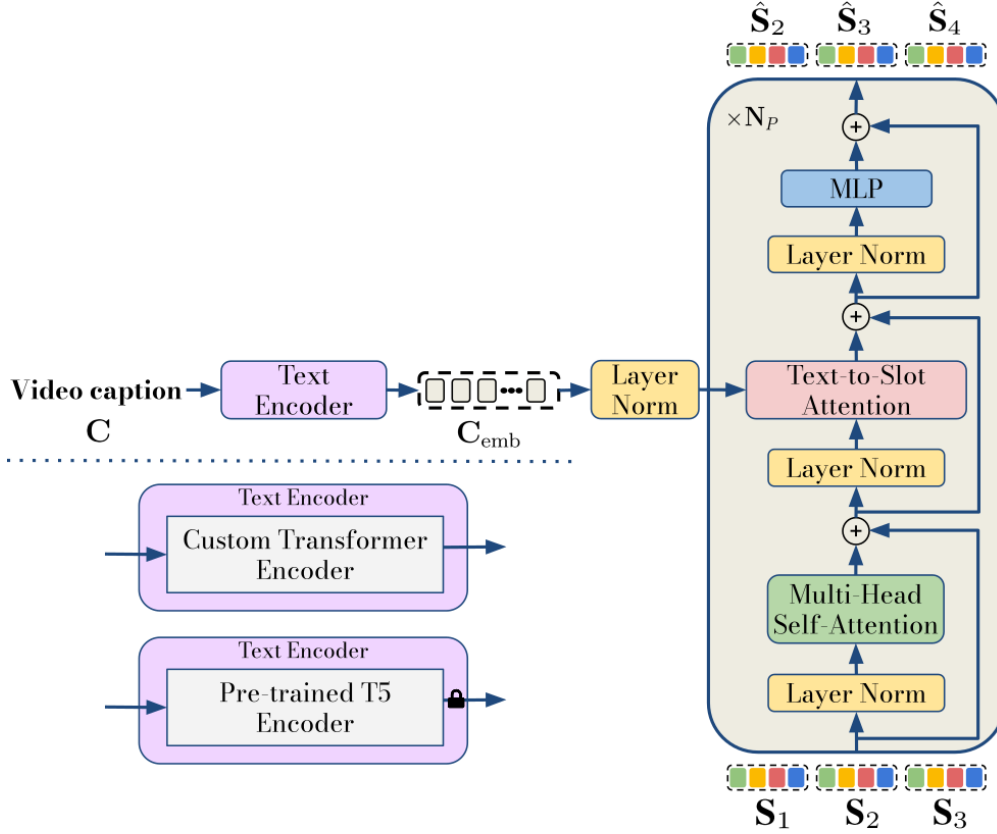 Ŝ₂ Ŝ₃ Ŝ₄
×N_P
+
MLP
Layer Norm
+
Video caption
C
Text
Encoder
C_emb
Layer
Norm
Text-to-Slot
Attention
Layer Norm
+
Multi-Head
Self-Attention
Layer Norm
S₁ S₂ S₃
Text Encoder
Custom Transformer
Encoder
Text Encoder
Pre-trained T5
Encoder